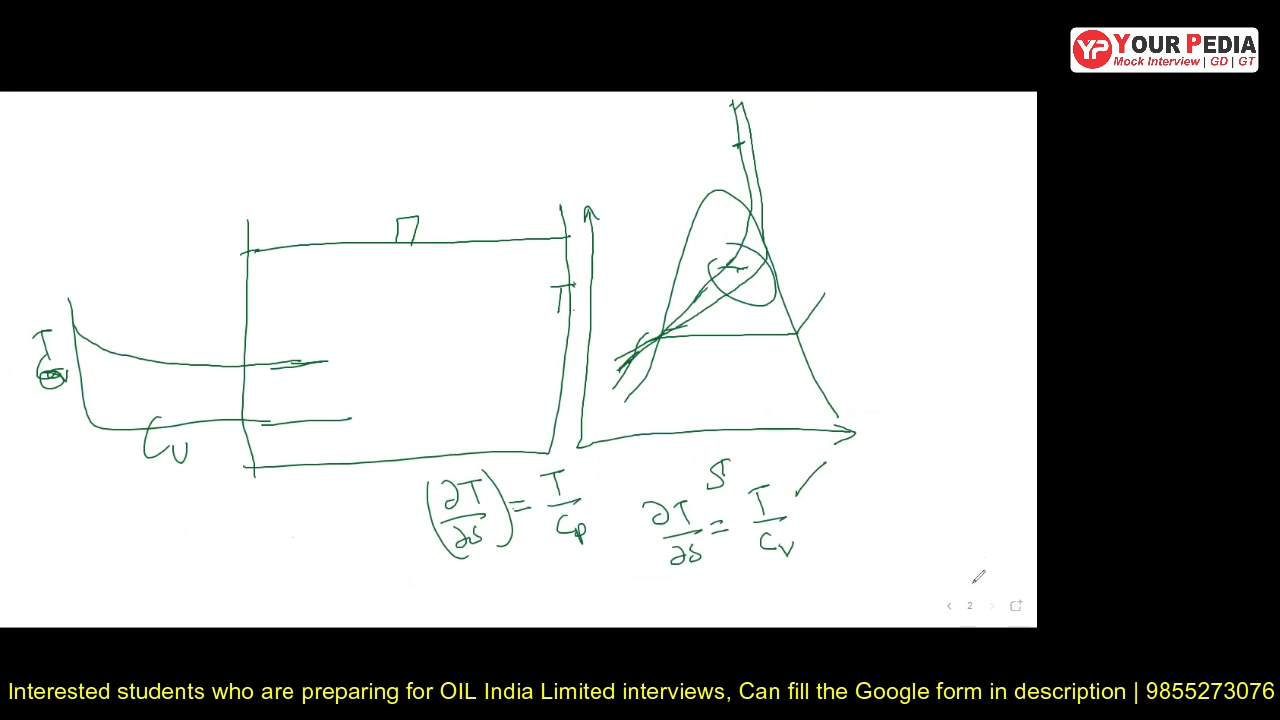 YP YOUR PEDIA
Mock Interview | GD | GT
T
T
Cv
S
(∂T/∂s) = T/Cp
∂T/∂s = T/Cv
2
Interested students who are preparing for OIL India Limited interviews, Can fill the Google form in description | 9855273076